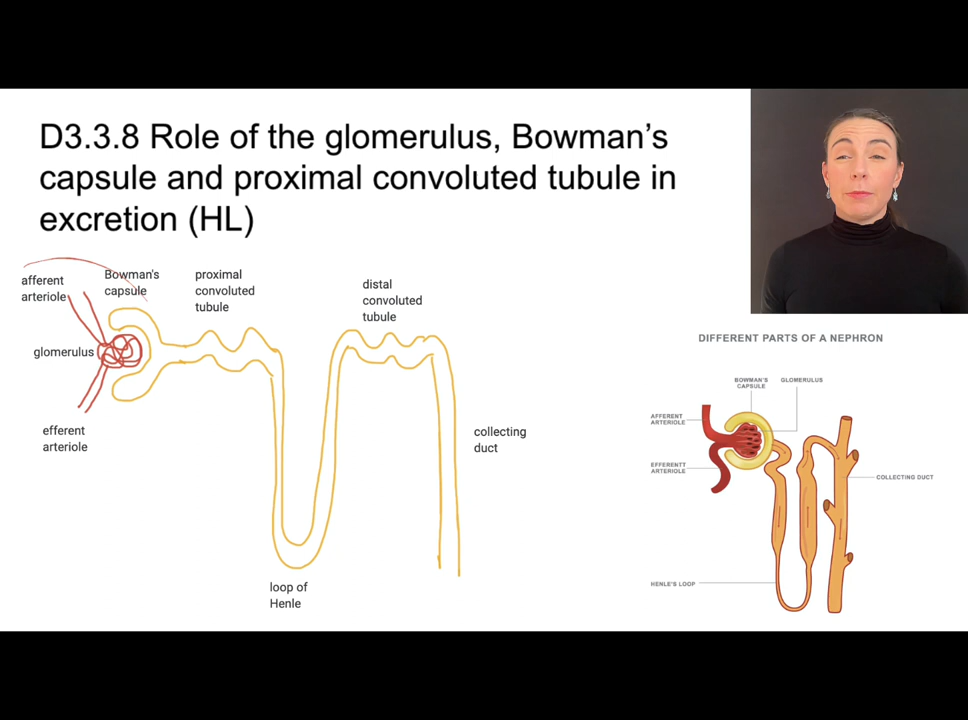 D3.3.8 Role of the glomerulus, Bowman's
capsule and proximal convoluted tubule in
excretion (HL)
afferent
arteriole
Bowman's
capsule
proximal
convoluted
tubule
distal
convoluted
tubule
glomerulus
efferent
arteriole
collecting
duct
loop of
Henle
DIFFERENT PARTS OF A NEPHRON
BOWMAN'S
CAPSULE
GLOMERULUS
AFFERENT
ARTERIOLE
EFFERENTT
ARTERIOLE
COLLECTING DUCT
HENLE'S LOOP